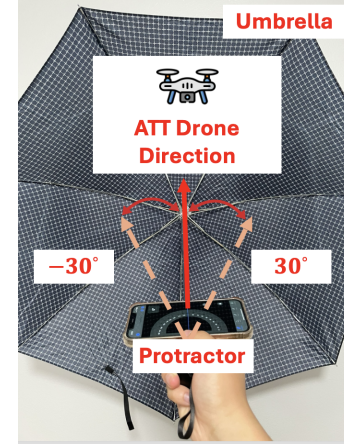 Umbrella
ATT Drone
Direction
−30°
30°
Protractor